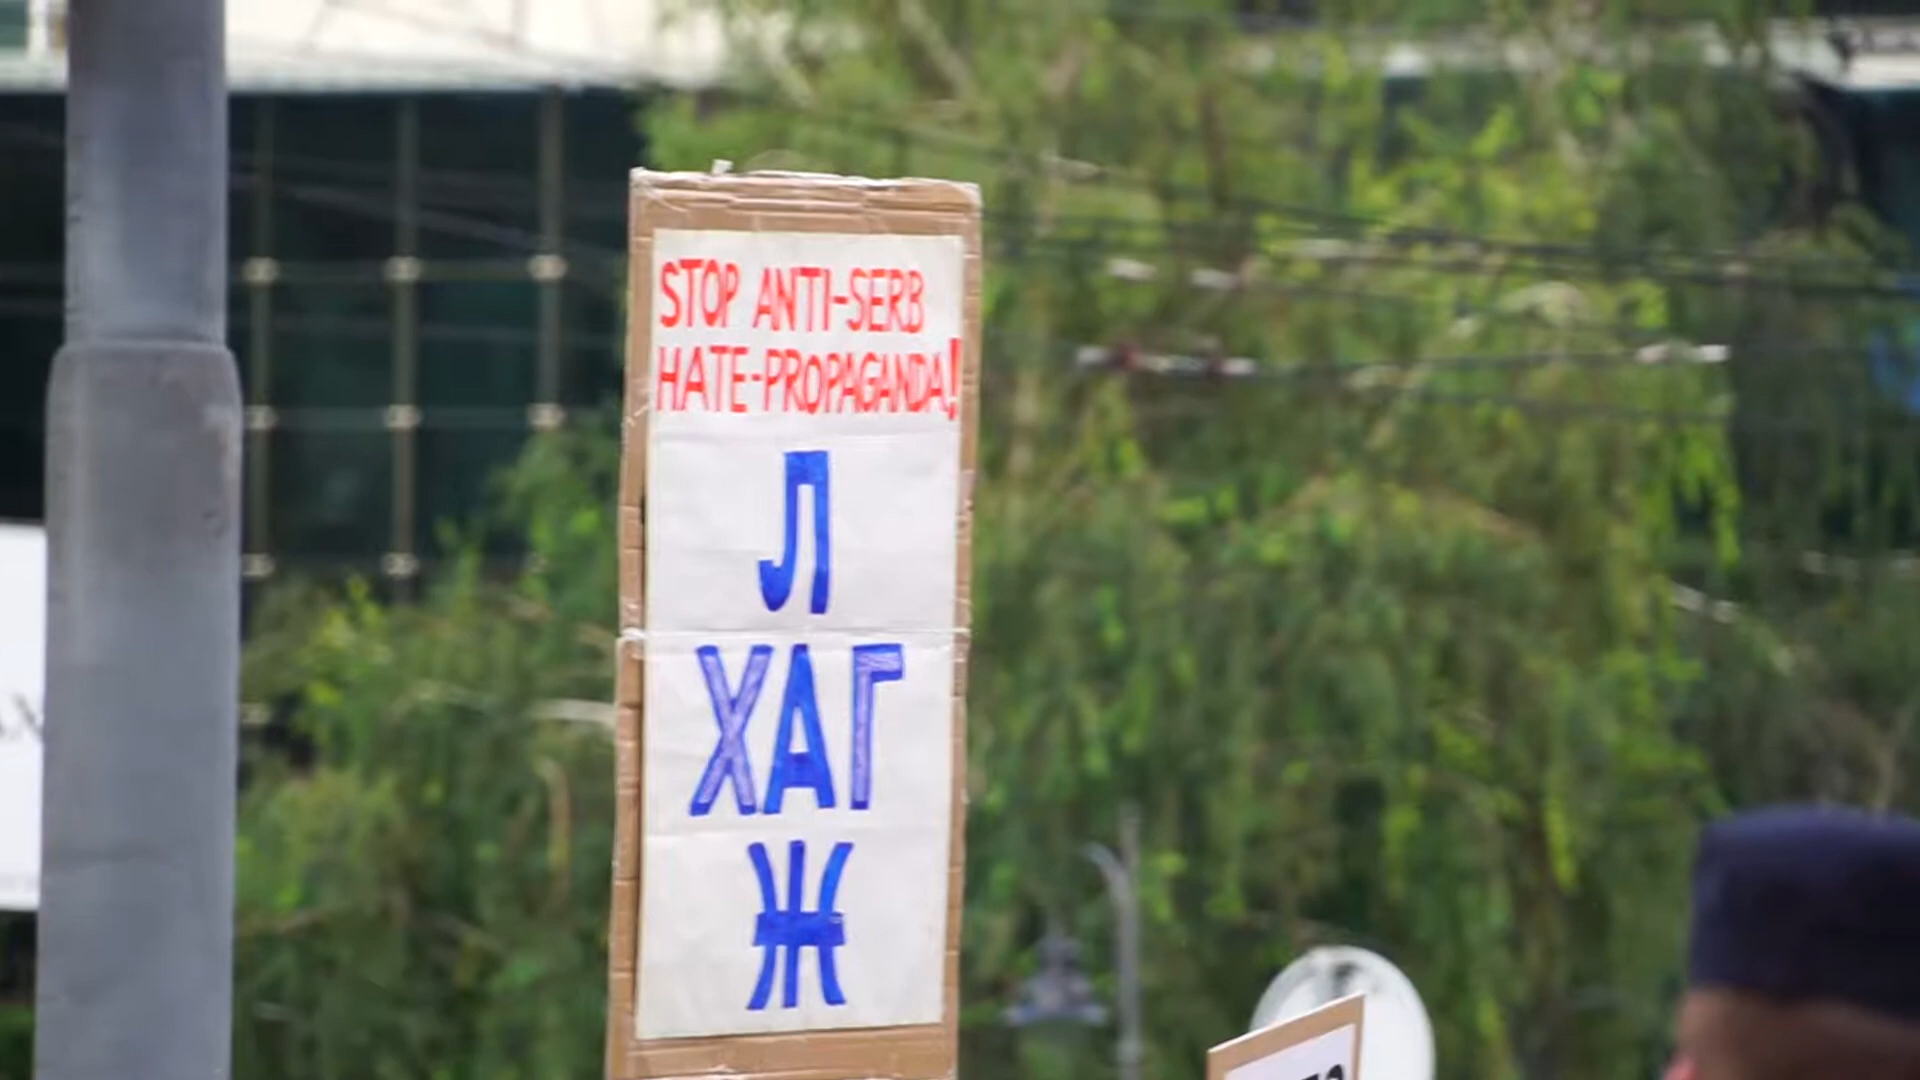 STOP ANTI-SERB
HATE-PROPAGANDA!
Л
ХАГ
Ж